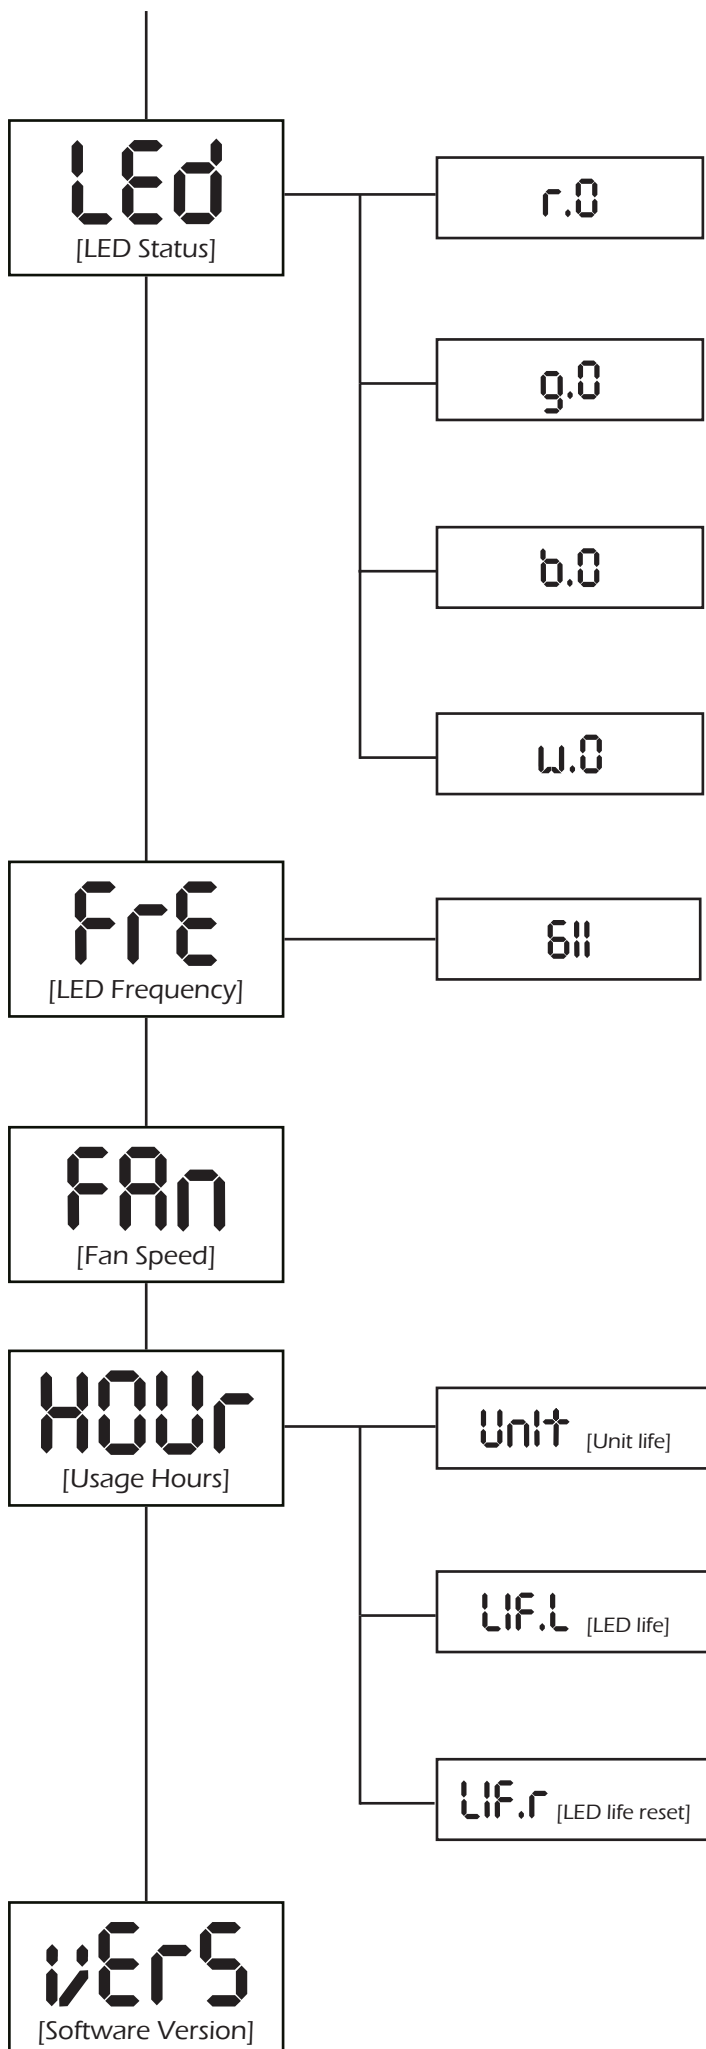 LEd
[LED Status]
r.0
g.0
b.0
w.0
FrE
[LED Frequency]
611
FAn
[Fan Speed]
HOUr
[Usage Hours]
UnIt [Unit life]
LIF.L [LED life]
LIF.r [LED life reset]
vErS
[Software Version]